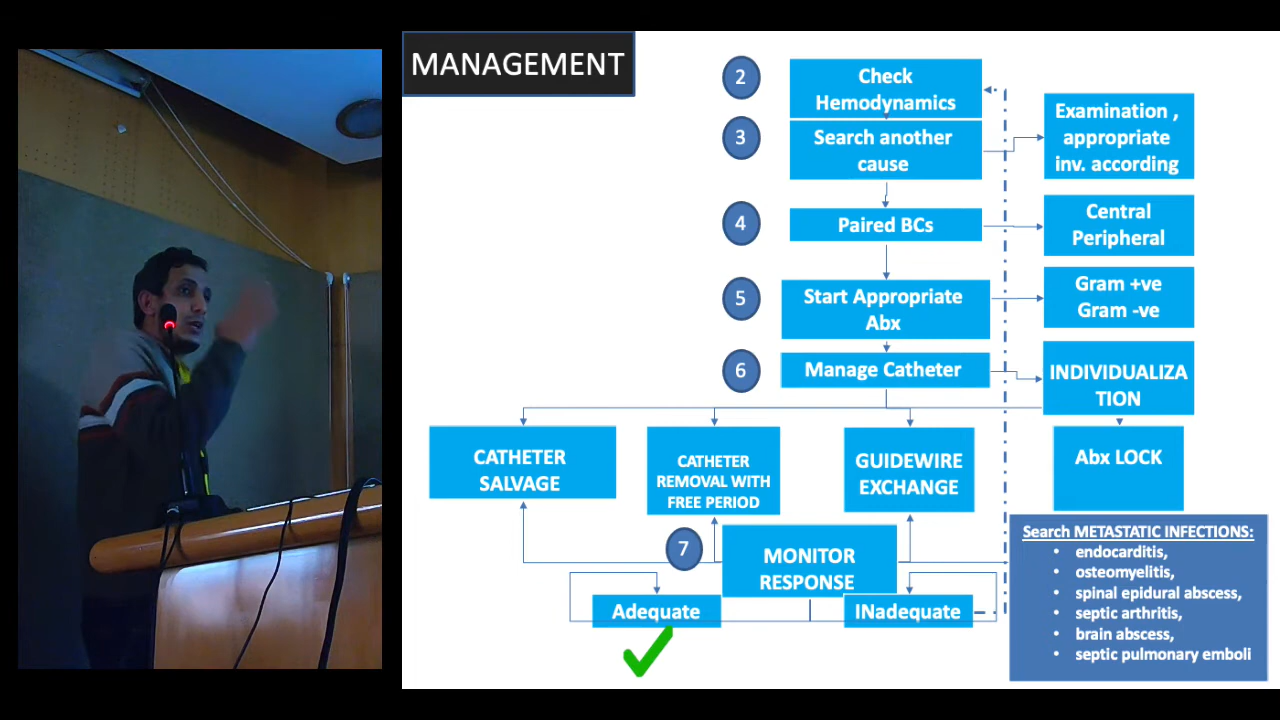 MANAGEMENT
2
Check
Hemodynamics
3
Search another
cause
Examination ,
appropriate
inv. according
4
Paired BCs
Central
Peripheral
5
Start Appropriate
Abx
Gram +ve
Gram -ve
6
Manage Catheter
INDIVIDUALIZA
TION
CATHETER
SALVAGE
CATHETER
REMOVAL WITH
FREE PERIOD
GUIDEWIRE
EXCHANGE
Abx LOCK
7
MONITOR
RESPONSE
Adequate
INadequate
Search METASTATIC INFECTIONS:
• endocarditis,
• osteomyelitis,
• spinal epidural abscess,
• septic arthritis,
• brain abscess,
• septic pulmonary emboli